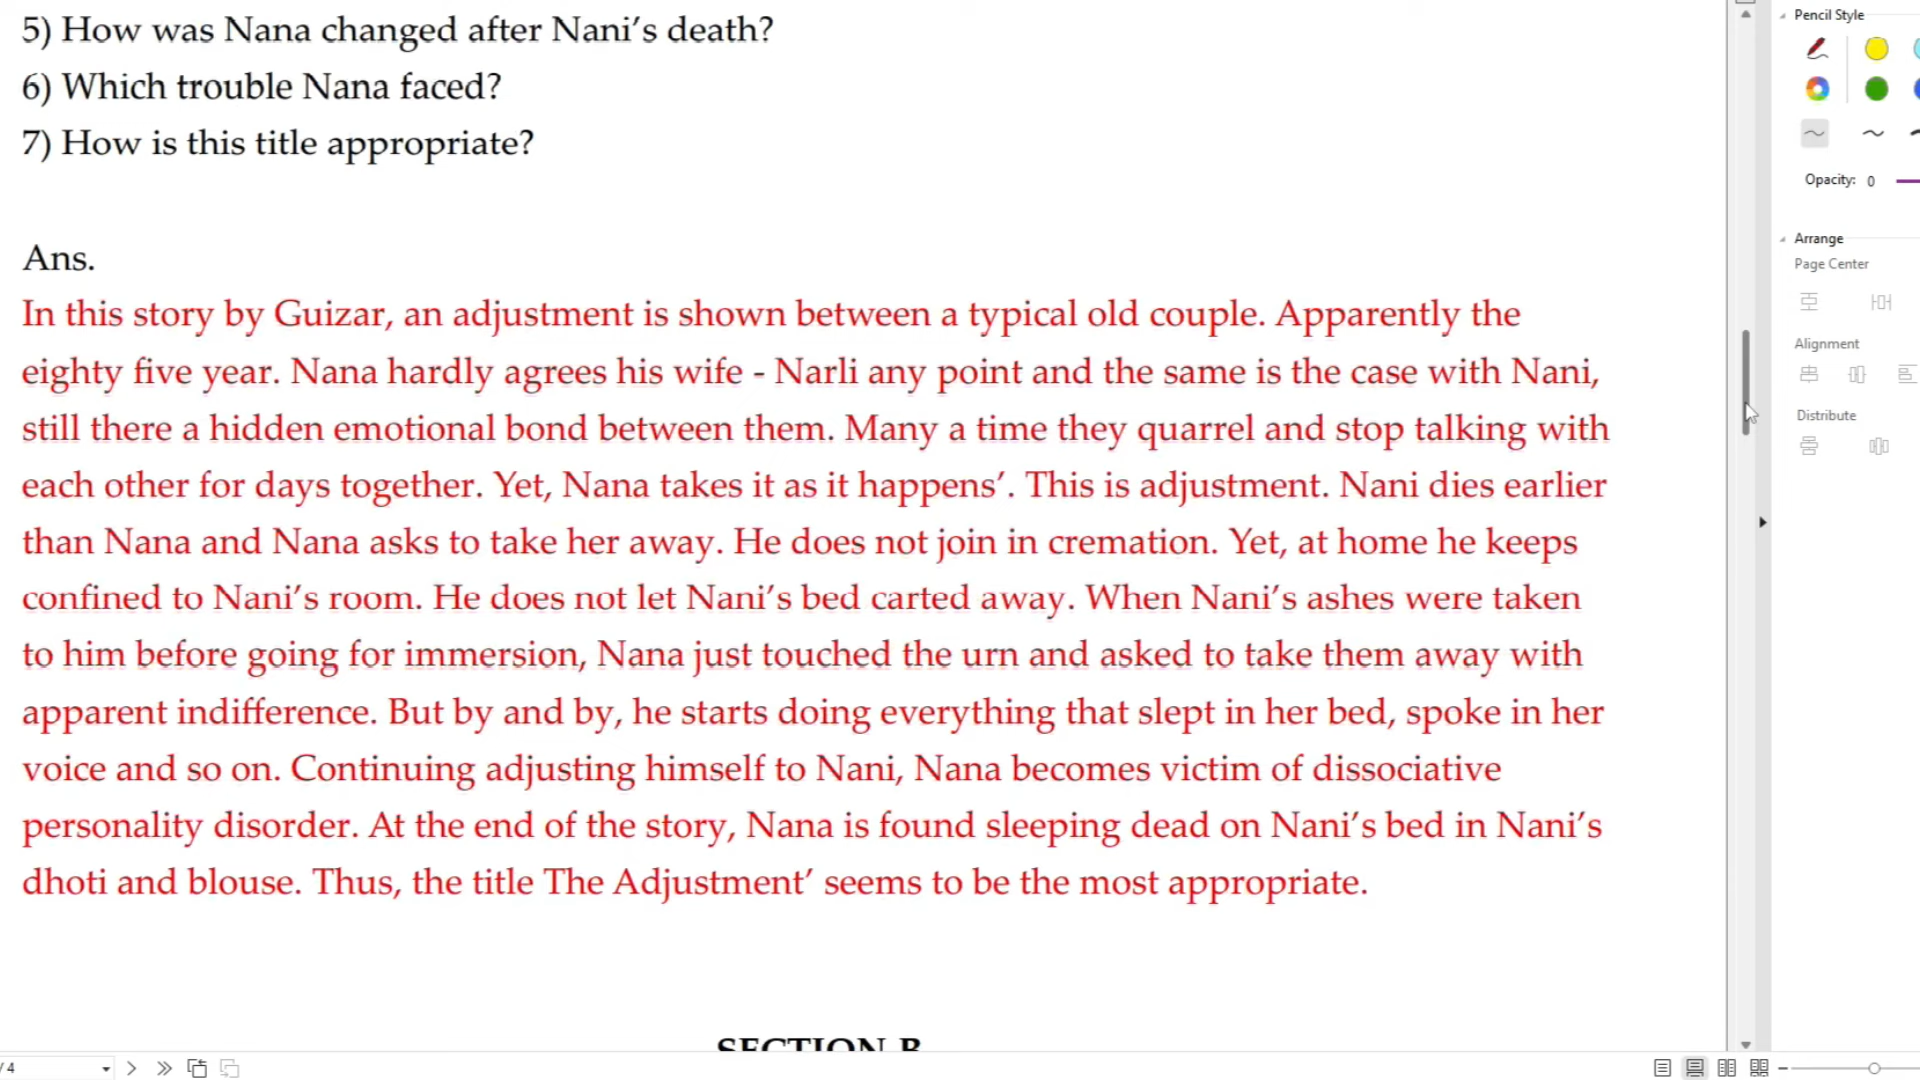 5) How was Nana changed after Nani's death?
6) Which trouble Nana faced?
7) How is this title appropriate?
Ans.
In this story by Guizar, an adjustment is shown between a typical old couple. Apparently the
eighty five year. Nana hardly agrees his wife - Narli any point and the same is the case with Nani,
still there a hidden emotional bond between them. Many a time they quarrel and stop talking with
each other for days together. Yet, Nana takes it as it happens’. This is adjustment. Nani dies earlier
than Nana and Nana asks to take her away. He does not join in cremation. Yet, at home he keeps
confined to Nani’s room. He does not let Nani’s bed carted away. When Nani’s ashes were taken
to him before going for immersion, Nana just touched the urn and asked to take them away with
apparent indifference. But by and by, he starts doing everything that slept in her bed, spoke in her
voice and so on. Continuing adjusting himself to Nani, Nana becomes victim of dissociative
personality disorder. At the end of the story, Nana is found sleeping dead on Nani’s bed in Nani’s
dhoti and blouse. Thus, the title The Adjustment’ seems to be the most appropriate.
SECTION B
/4
Pencil Style
Opacity: 0
Arrange
Page Center
Alignment
Distribute